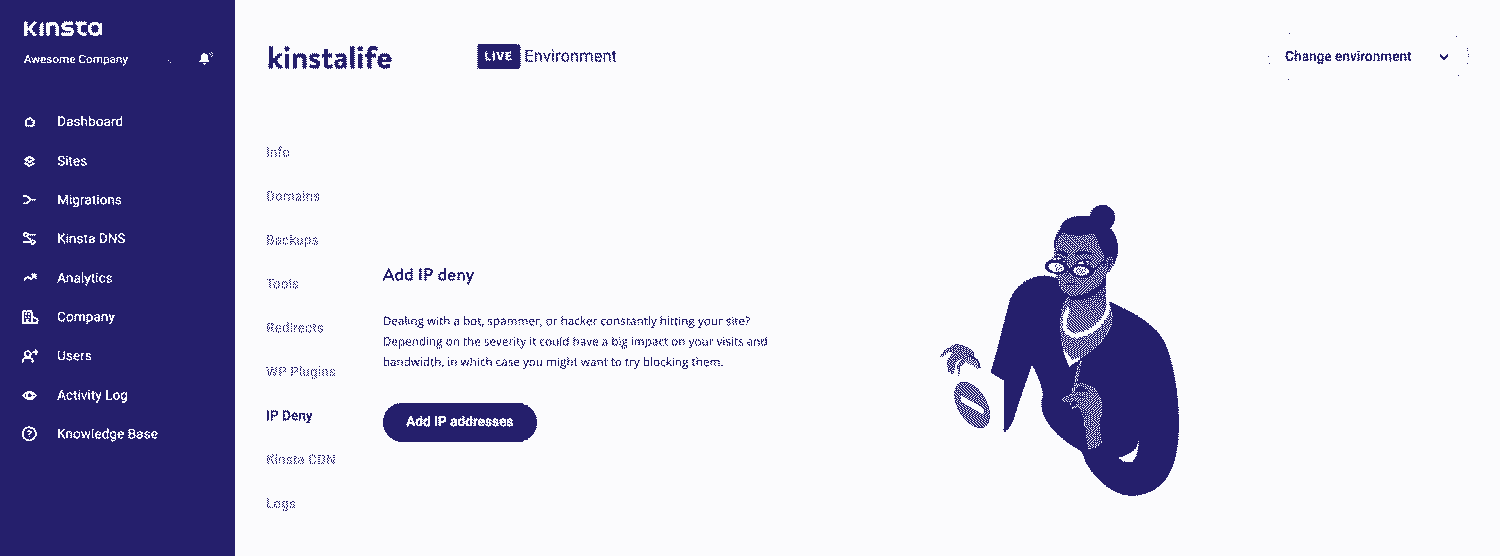 Kinsta
Awesome Company
Dashboard
Sites
Migrations
Kinsta DNS
Analytics
Company
Users
Activity Log
Knowledge Base
kinstalife
LIVE Environment
Change environment
Info
Domains
Backups
Tools
Redirects
WP Plugins
IP Deny
Kinsta CDN
Logs
Add IP deny
Dealing with a bot, spammer, or hacker constantly hitting your site?
Depending on the severity it could have a big impact on your visits and
bandwidth, in which case you might want to try blocking them.
Add IP addresses